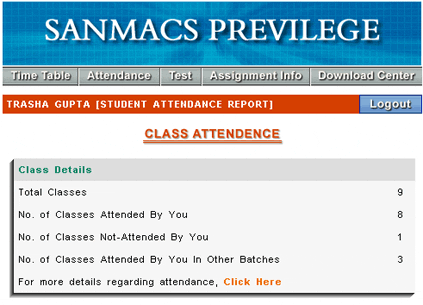 SANMACS PREVILEGE
Time Table Attendance Test Assignment Info Download Center
TRASHA GUPTA [STUDENT ATTENDANCE REPORT] Logout
CLASS ATTENDENCE
Class Details
Total Classes 9
No. of Classes Attended By You 8
No. of Classes Not-Attended By You 1
No. of Classes Attended By You In Other Batches 3
For more details regarding attendance, Click Here